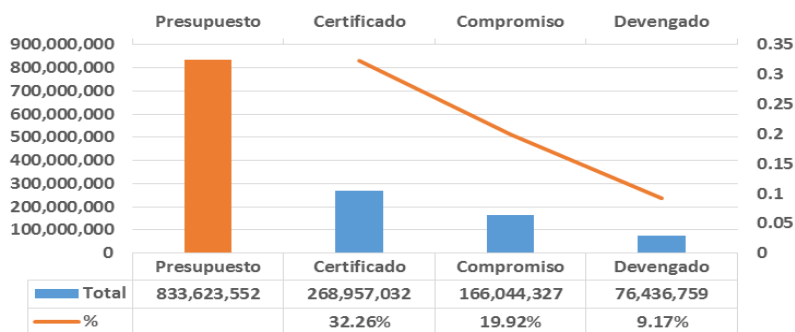 Presupuesto Certificado Compromiso Devengado
900,000,000 0.35
800,000,000 0.3
700,000,000 0.25
600,000,000 0.2
500,000,000 0.15
400,000,000 0.1
300,000,000 0.05
200,000,000 0
100,000,000
0
Presupuesto Certificado Compromiso Devengado
Total 833,623,552 268,957,032 166,044,327 76,436,759
% 32.26% 19.92% 9.17%